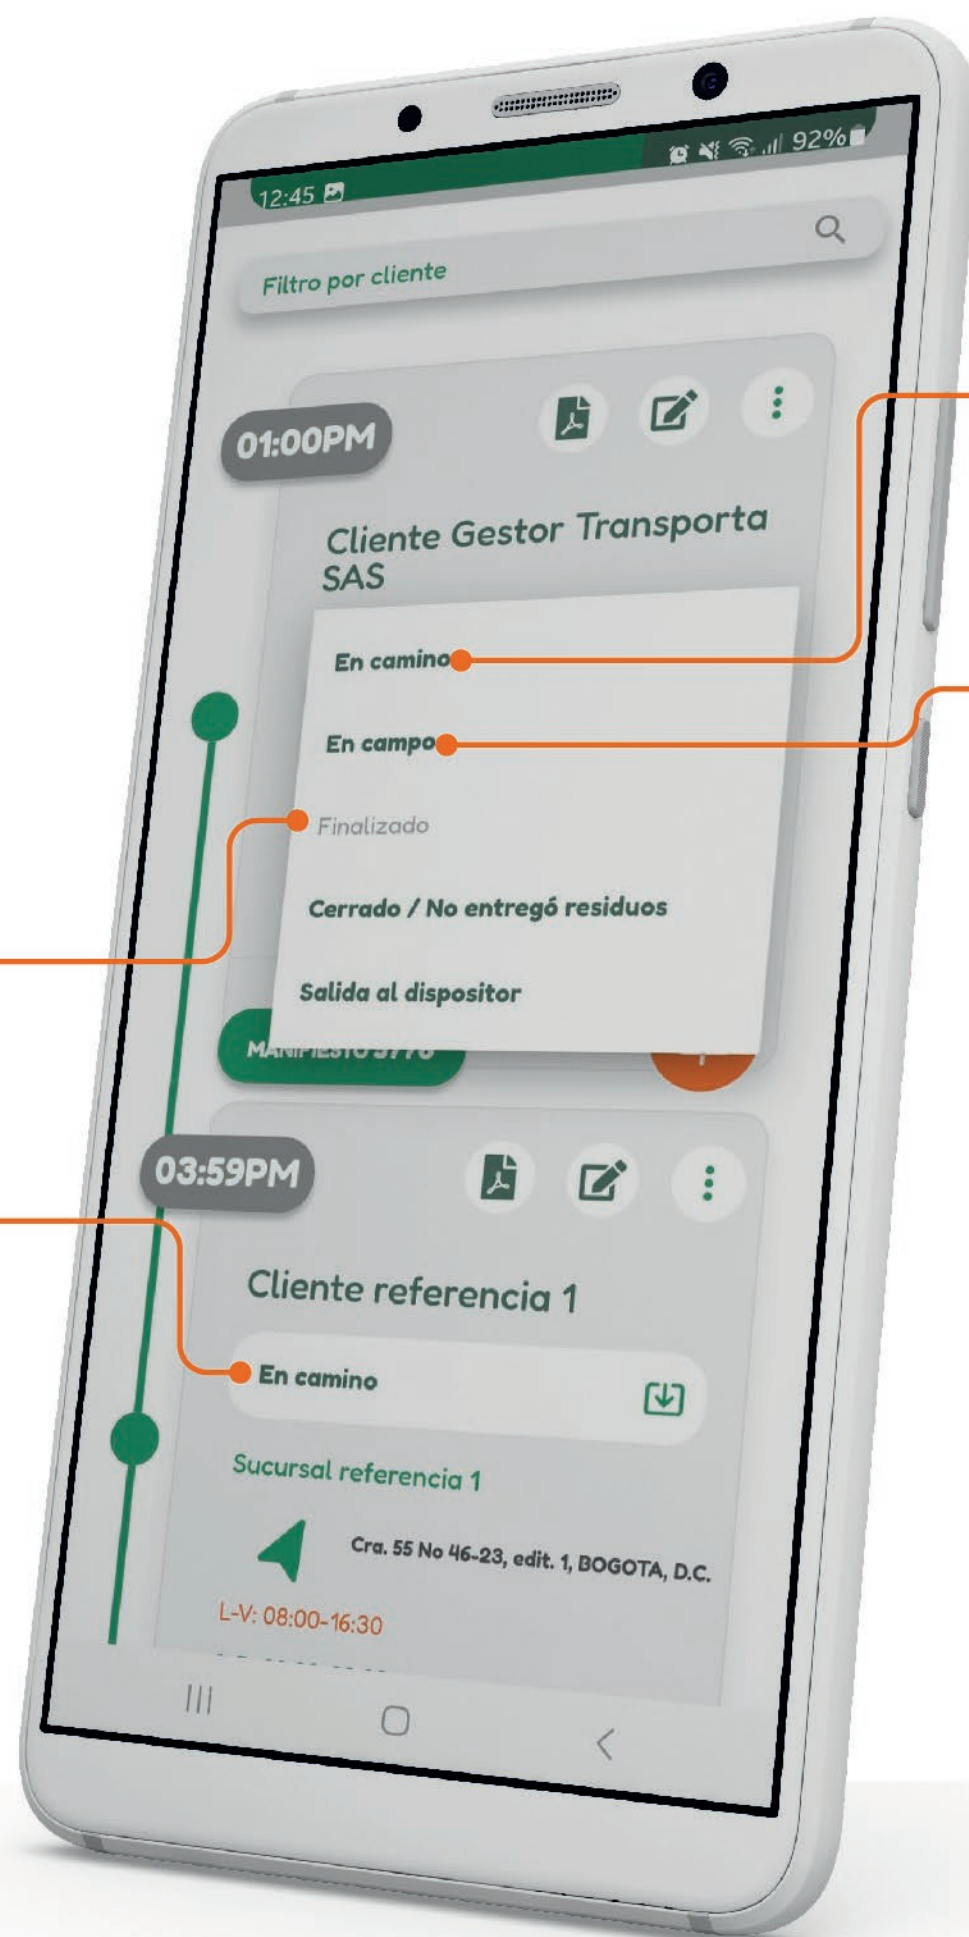 12:45 92%
Filtro por cliente
01:00PM
Cliente Gestor Transporta
SAS
En camino
En campo
Finalizado
Cerrado / No entregó residuos
Salida al dispositor
MANIFIESTO
03:59PM
Cliente referencia 1
En camino
Sucursal referencia 1
Cra. 55 No 46-23, edit. 1, BOGOTA, D.C.
L-V: 08:00-16:30